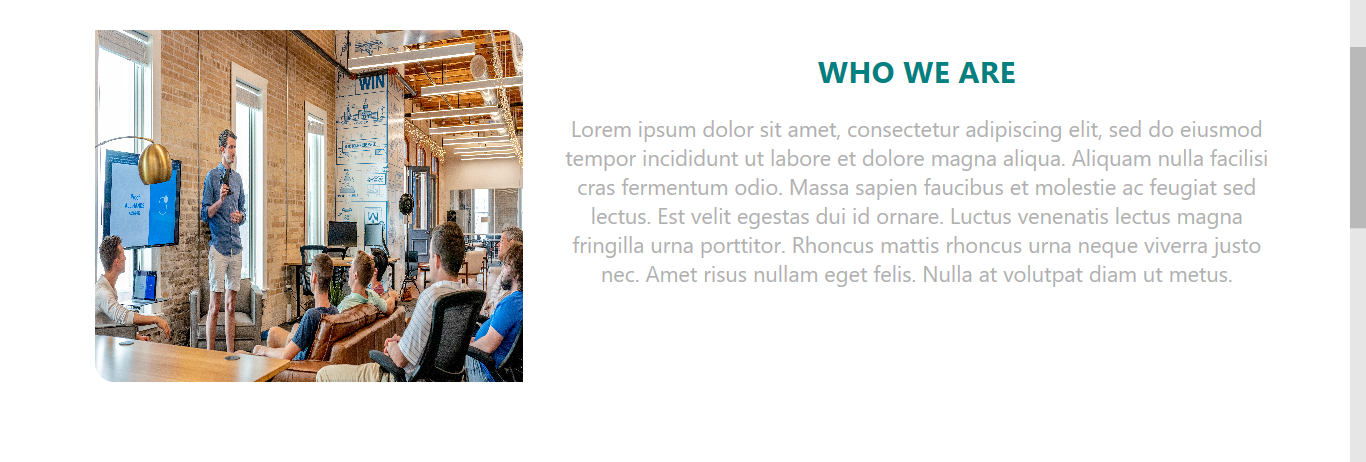 WIN
WHO WE ARE
Lorem ipsum dolor sit amet, consectetur adipiscing elit, sed do eiusmod
tempor incididunt ut labore et dolore magna aliqua. Aliquam nulla facilisi
cras fermentum odio. Massa sapien faucibus et molestie ac feugiat sed
lectus. Est velit egestas dui id ornare. Luctus venenatis lectus magna
fringilla urna porttitor. Rhoncus mattis rhoncus urna neque viverra justo
nec. Amet risus nullam eget felis. Nulla at volutpat diam ut metus.